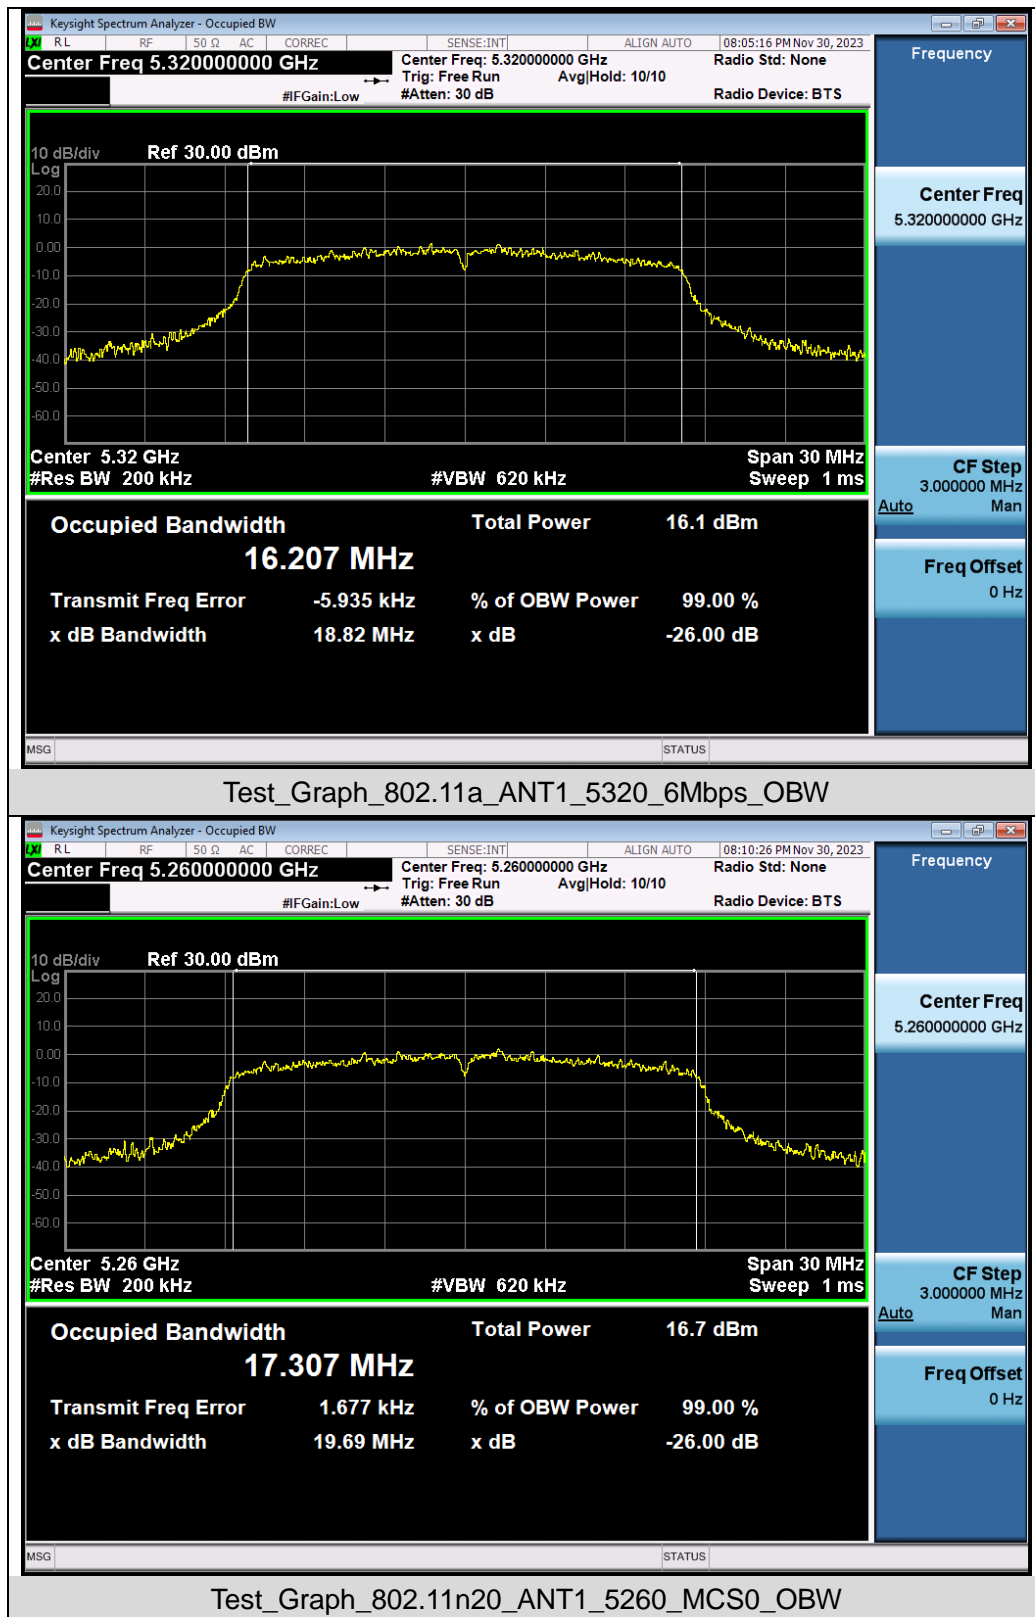 Keysight Spectrum Analyzer - Occupied BW
LXI RL RF 50 Ω AC CORREC SENSE:INT ALIGN AUTO 08:05:16 PM Nov 30, 2023
Center Freq 5.320000000 GHz
#IFGain:Low
Center Freq: 5.320000000 GHz
Trig: Free Run Avg|Hold: 10/10
#Atten: 30 dB
Radio Std: None
Radio Device: BTS
Frequency
10 dB/div Ref 30.00 dBm
Log
20.0
10.0
0.00
-10.0
-20.0
-30.0
-40.0
-50.0
-60.0
Center 5.32 GHz Span 30 MHz
#Res BW 200 kHz #VBW 620 kHz Sweep 1 ms
Center Freq
5.320000000 GHz
CF Step
3.000000 MHz
Auto Man
Freq Offset
0 Hz
Occupied Bandwidth Total Power 16.1 dBm
16.207 MHz
Transmit Freq Error -5.935 kHz % of OBW Power 99.00 %
x dB Bandwidth 18.82 MHz x dB -26.00 dB
MSG STATUS
Test_Graph_802.11a_ANT1_5320_6Mbps_OBW
Keysight Spectrum Analyzer - Occupied BW
LXI RL RF 50 Ω AC CORREC SENSE:INT ALIGN AUTO 08:10:26 PM Nov 30, 2023
Center Freq 5.260000000 GHz
#IFGain:Low
Center Freq: 5.260000000 GHz
Trig: Free Run Avg|Hold: 10/10
#Atten: 30 dB
Radio Std: None
Radio Device: BTS
Frequency
10 dB/div Ref 30.00 dBm
Log
20.0
10.0
0.00
-10.0
-20.0
-30.0
-40.0
-50.0
-60.0
Center 5.26 GHz Span 30 MHz
#Res BW 200 kHz #VBW 620 kHz Sweep 1 ms
Center Freq
5.260000000 GHz
CF Step
3.000000 MHz
Auto Man
Freq Offset
0 Hz
Occupied Bandwidth Total Power 16.7 dBm
17.307 MHz
Transmit Freq Error 1.677 kHz % of OBW Power 99.00 %
x dB Bandwidth 19.69 MHz x dB -26.00 dB
MSG STATUS
Test_Graph_802.11n20_ANT1_5260_MCS0_OBW